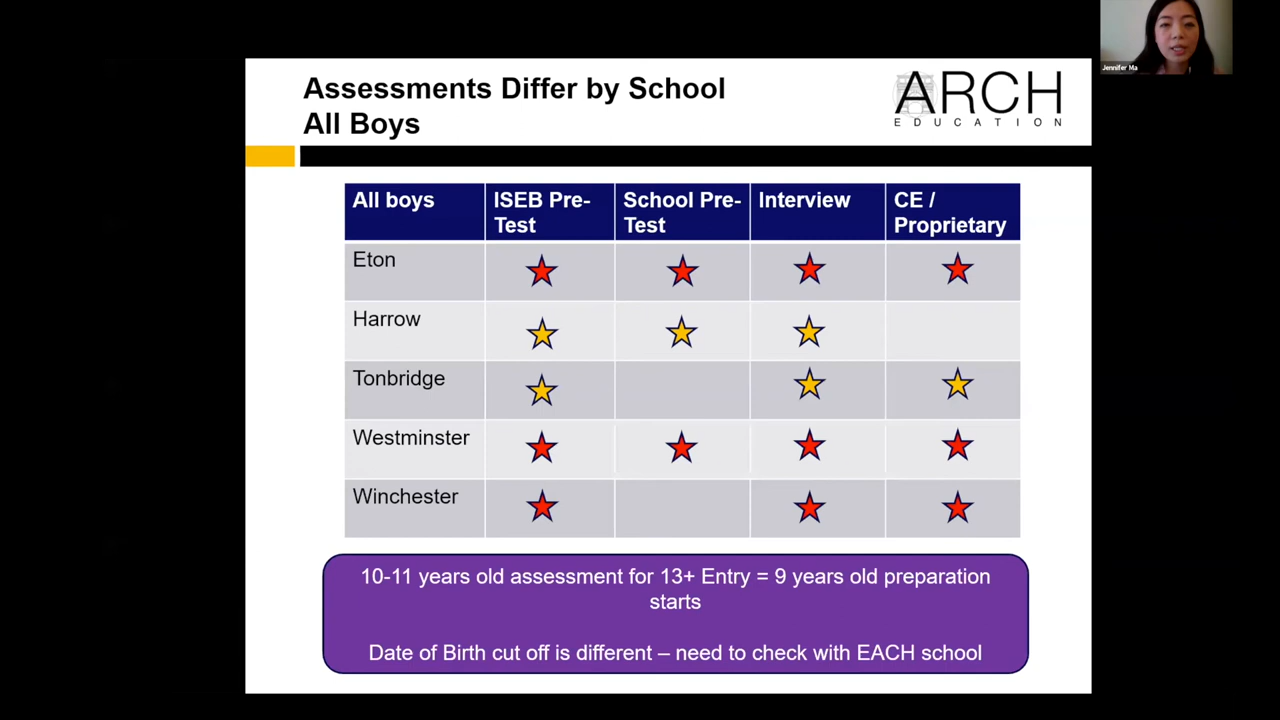 Jennifer Ma
Assessments Differ by School
All Boys
ARCH
EDUCATION
All boys
ISEB Pre-
Test
School Pre-
Test
Interview
CE /
Proprietary
Eton
Harrow
Tonbridge
Westminster
Winchester
10-11 years old assessment for 13+ Entry = 9 years old preparation
starts
Date of Birth cut off is different – need to check with EACH school